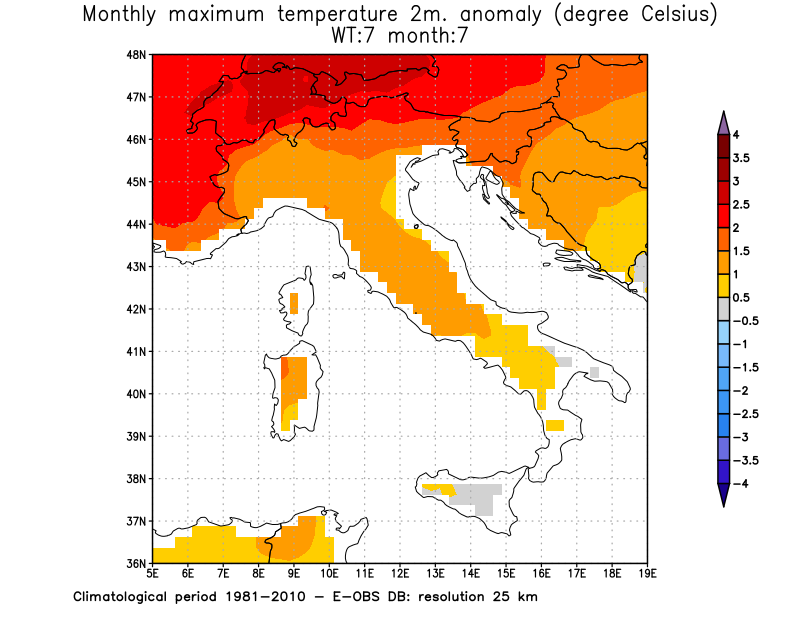 Monthly maximum temperature 2m. anomaly (degree Celsius)
WT:7 month:7
48N
47N
46N
45N
44N
43N
42N
41N
40N
39N
38N
37N
36N
5E 6E 7E 8E 9E 10E 11E 12E 13E 14E 15E 16E 17E 18E 19E
4
3.5
3
2.5
2
1.5
1
0.5
−0.5
−1
−1.5
−2
−2.5
−3
−3.5
−4
Climatological period 1981−2010 − E−OBS DB: resolution 25 km